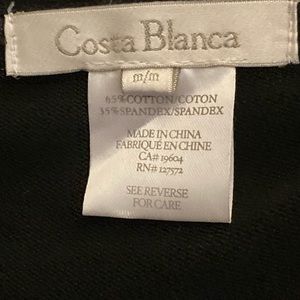 Costa Blanca
m/m
65% COTTON/COTON
35% SPANDEX/SPANDEX
MADE IN CHINA
FABRIQUÉ EN CHINE
CA# 19604
RN# 127572
SEE REVERSE
FOR CARE